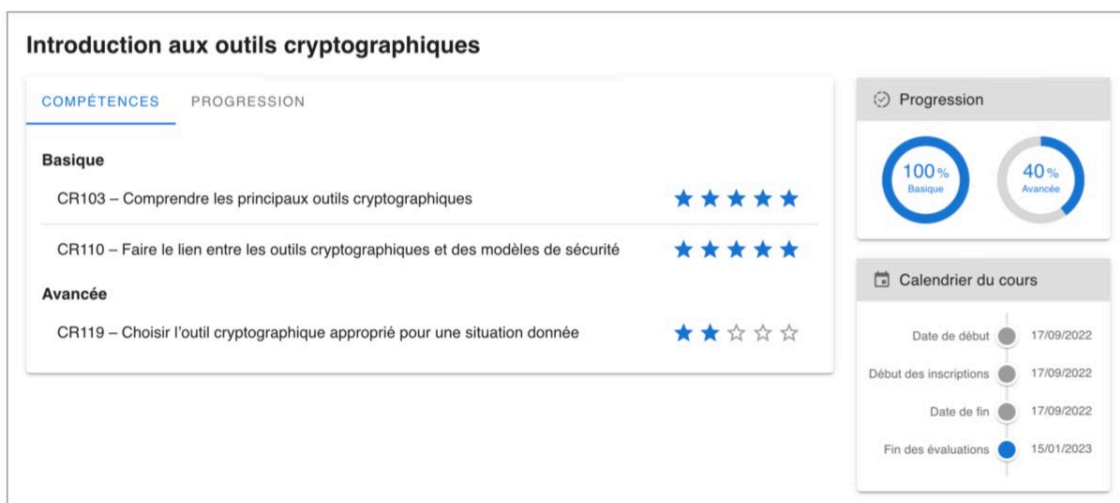 Introduction aux outils cryptographiques
COMPÉTENCES PROGRESSION
Basique
CR103 – Comprendre les principaux outils cryptographiques
CR110 – Faire le lien entre les outils cryptographiques et des modèles de sécurité
Avancée
CR119 – Choisir l’outil cryptographique approprié pour une situation donnée
Progression
100%
Basique
40%
Avancée
Calendrier du cours
Date de début 17/09/2022
Début des inscriptions 17/09/2022
Date de fin 17/09/2022
Fin des évaluations 15/01/2023